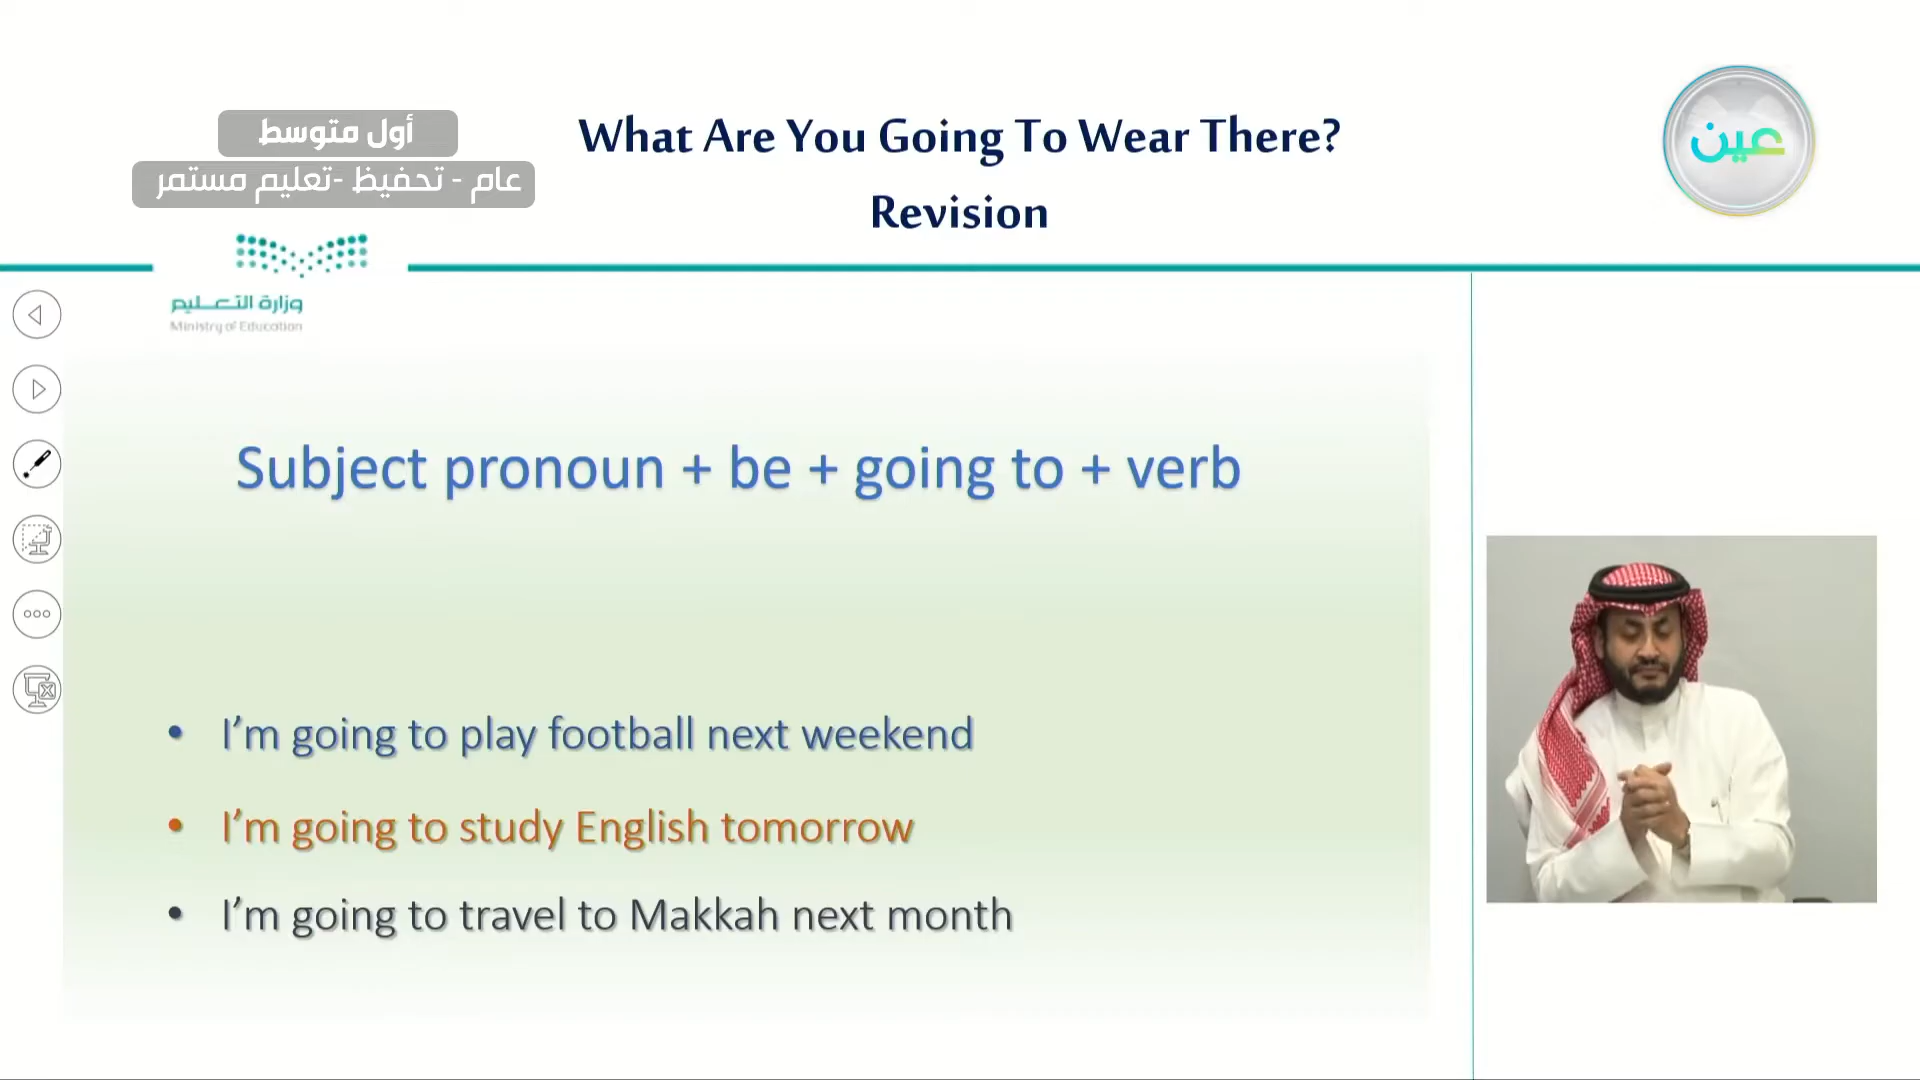 أول متوسط
عام - تحفيظ -تعليم مستمر
What Are You Going To Wear There?
Revision
عين
وزارة التعليم
Ministry of Education
Subject pronoun + be + going to + verb
• I’m going to play football next weekend
• I’m going to study English tomorrow
• I’m going to travel to Makkah next month